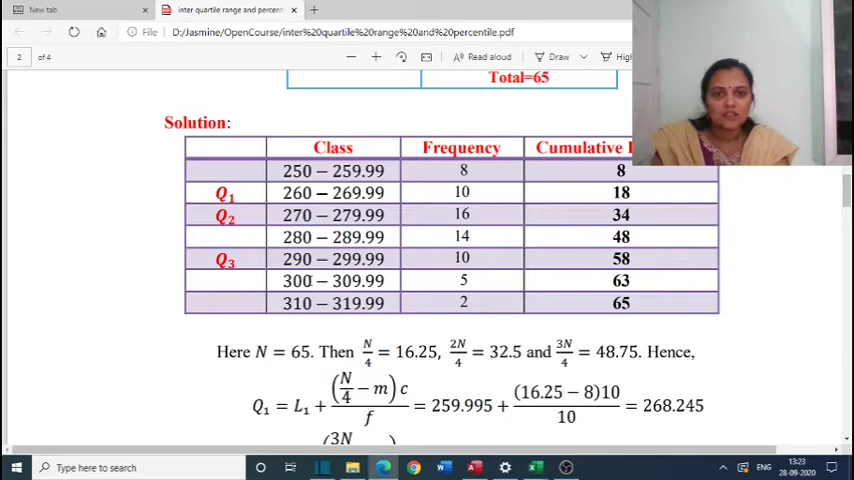 New tab
inter quartile range and percent
File
D:/Jasmine/OpenCourse/inter%20quartile%20range%20and%20percentile.pdf
2 of 4
Read aloud
Draw
High
Total=65
Solution:
Class Frequency Cumulative
250 − 259.99 8 8
Q₁ 260 − 269.99 10 18
Q₂ 270 − 279.99 16 34
280 − 289.99 14 48
Q₃ 290 − 299.99 10 58
300 − 309.99 5 63
310 − 319.99 2 65
Here N = 65. Then N/4 = 16.25, 2N/4 = 32.5 and 3N/4 = 48.75. Hence,
Q₁ = L₁ + (N/4 − m) c / f = 259.995 + (16.25 − 8)10 / 10 = 268.245
(3N
Type here to search
ENG
13:23
28-09-2020